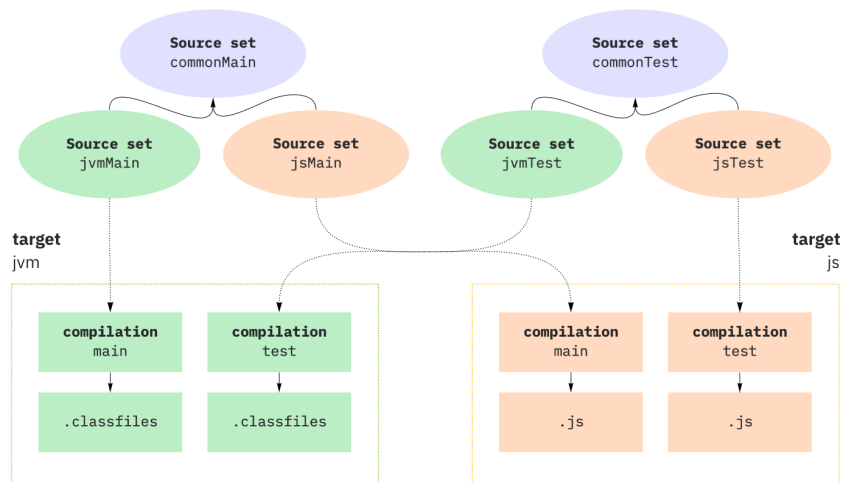 Source set
commonMain
Source set
commonTest
Source set
jvmMain
Source set
jsMain
Source set
jvmTest
Source set
jsTest
target
jvm
target
js
compilation
main
compilation
test
compilation
main
compilation
test
.classfiles
.classfiles
.js
.js